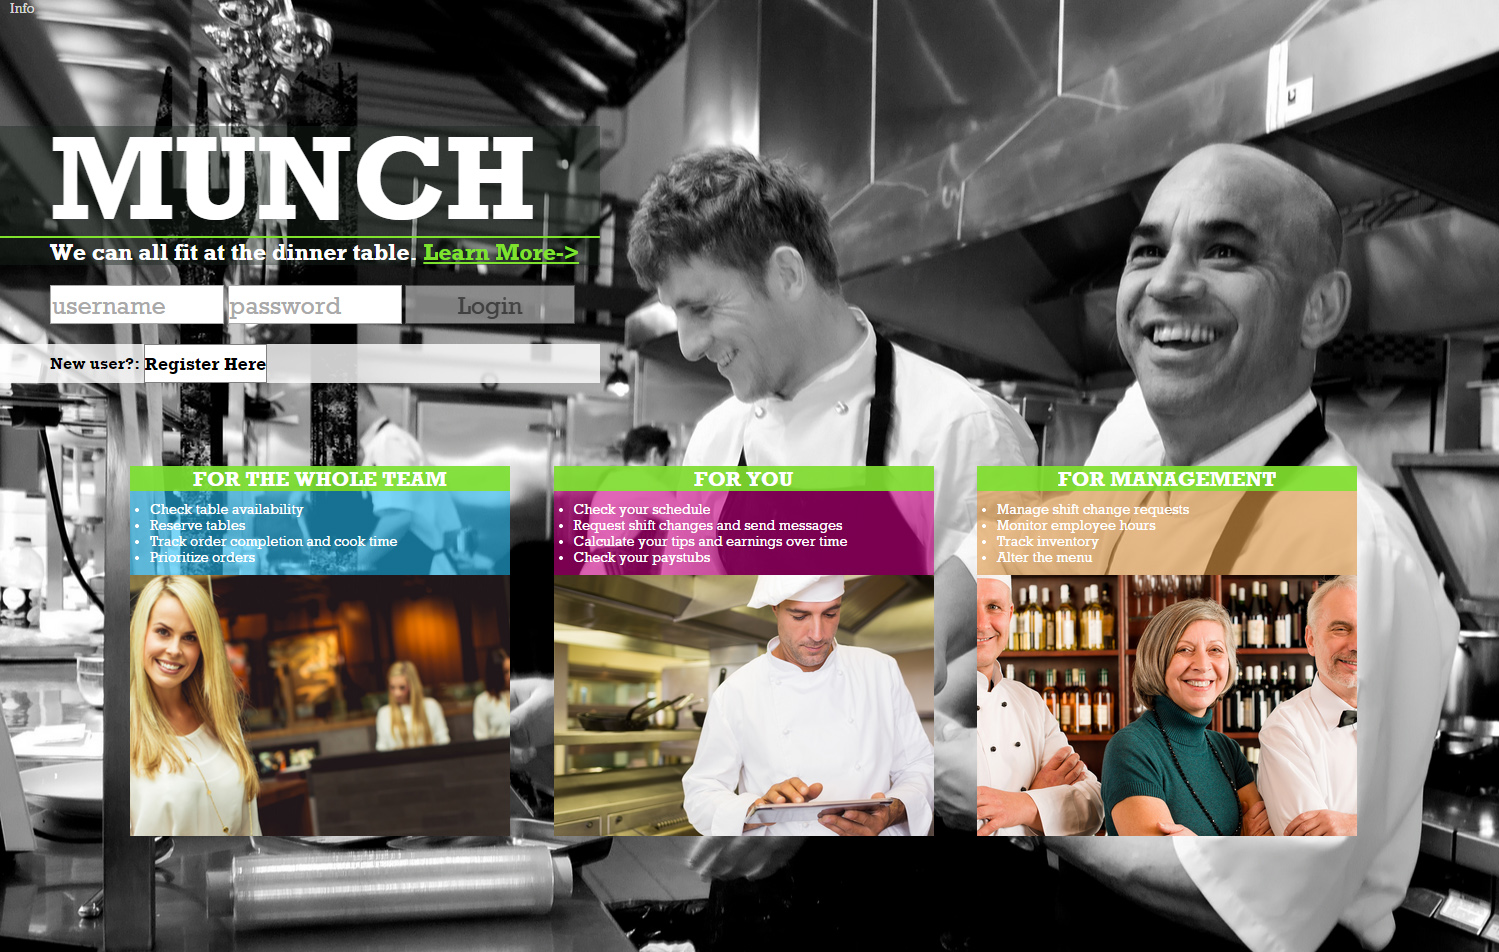 Info
MUNCH
We can all fit at the dinner table. Learn More->
username password Login
New user?: Register Here
FOR THE WHOLE TEAM
Check table availability
Reserve tables
Track order completion and cook time
Prioritize orders
FOR YOU
Check your schedule
Request shift changes and send messages
Calculate your tips and earnings over time
Check your paystubs
FOR MANAGEMENT
Manage shift change requests
Monitor employee hours
Track inventory
Alter the menu